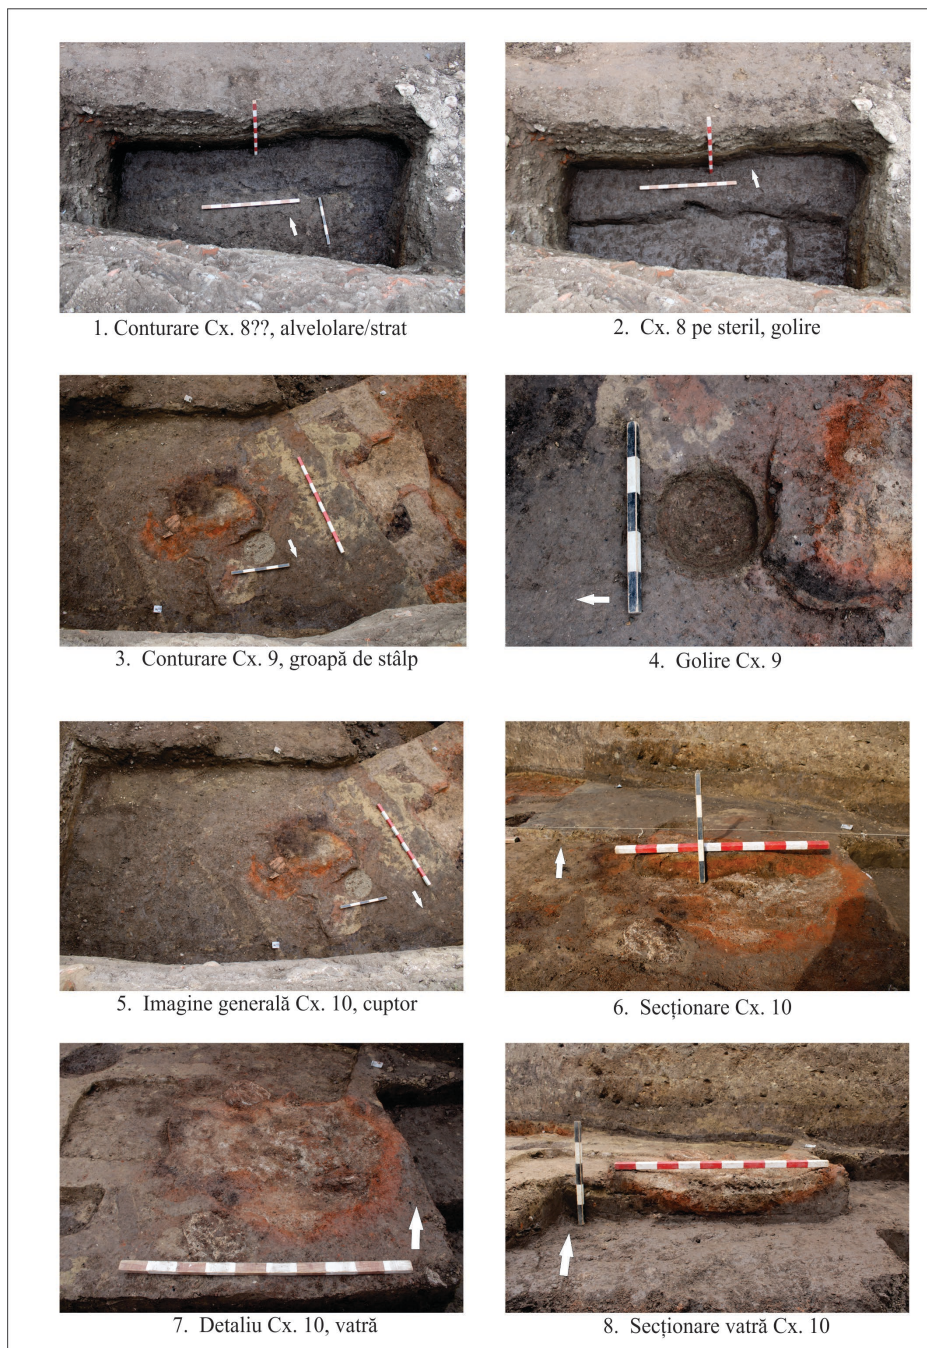 1. Conturare Cx. 8??, alvelolare/strat
2. Cx. 8 pe steril, golire
3. Conturare Cx. 9, groapă de stâlp
4. Golire Cx. 9
5. Imagine generală Cx. 10, cuptor
6. Secționare Cx. 10
7. Detaliu Cx. 10, vatră
8. Secționare vatră Cx. 10